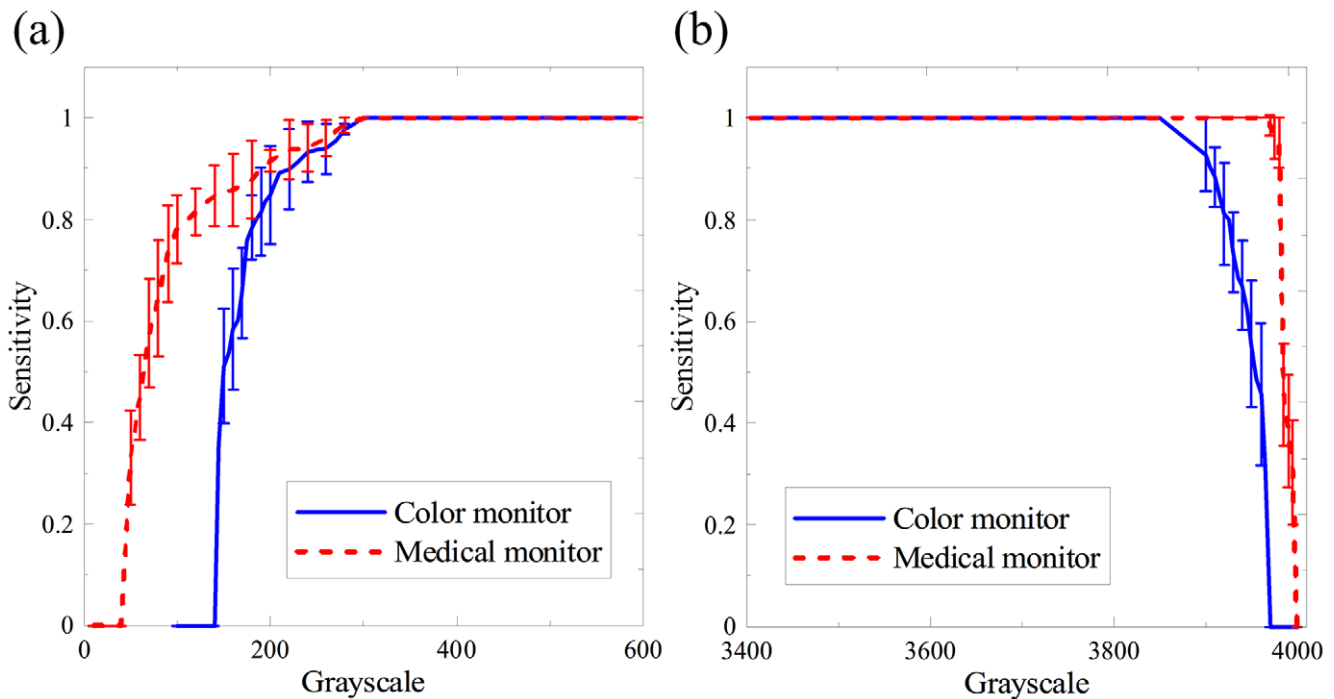 (a)
1
0.8
0.6
0.4
0.2
0
Sensitivity
0 200 400 600
Grayscale
Color monitor
Medical monitor
(b)
1
0.8
0.6
0.4
0.2
0
Sensitivity
3400 3600 3800 4000
Grayscale
Color monitor
Medical monitor